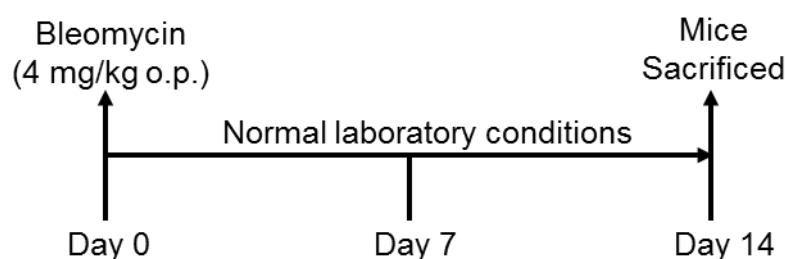 Bleomycin
(4 mg/kg o.p.)
Mice
Sacrificed
Normal laboratory conditions
Day 0
Day 7
Day 14